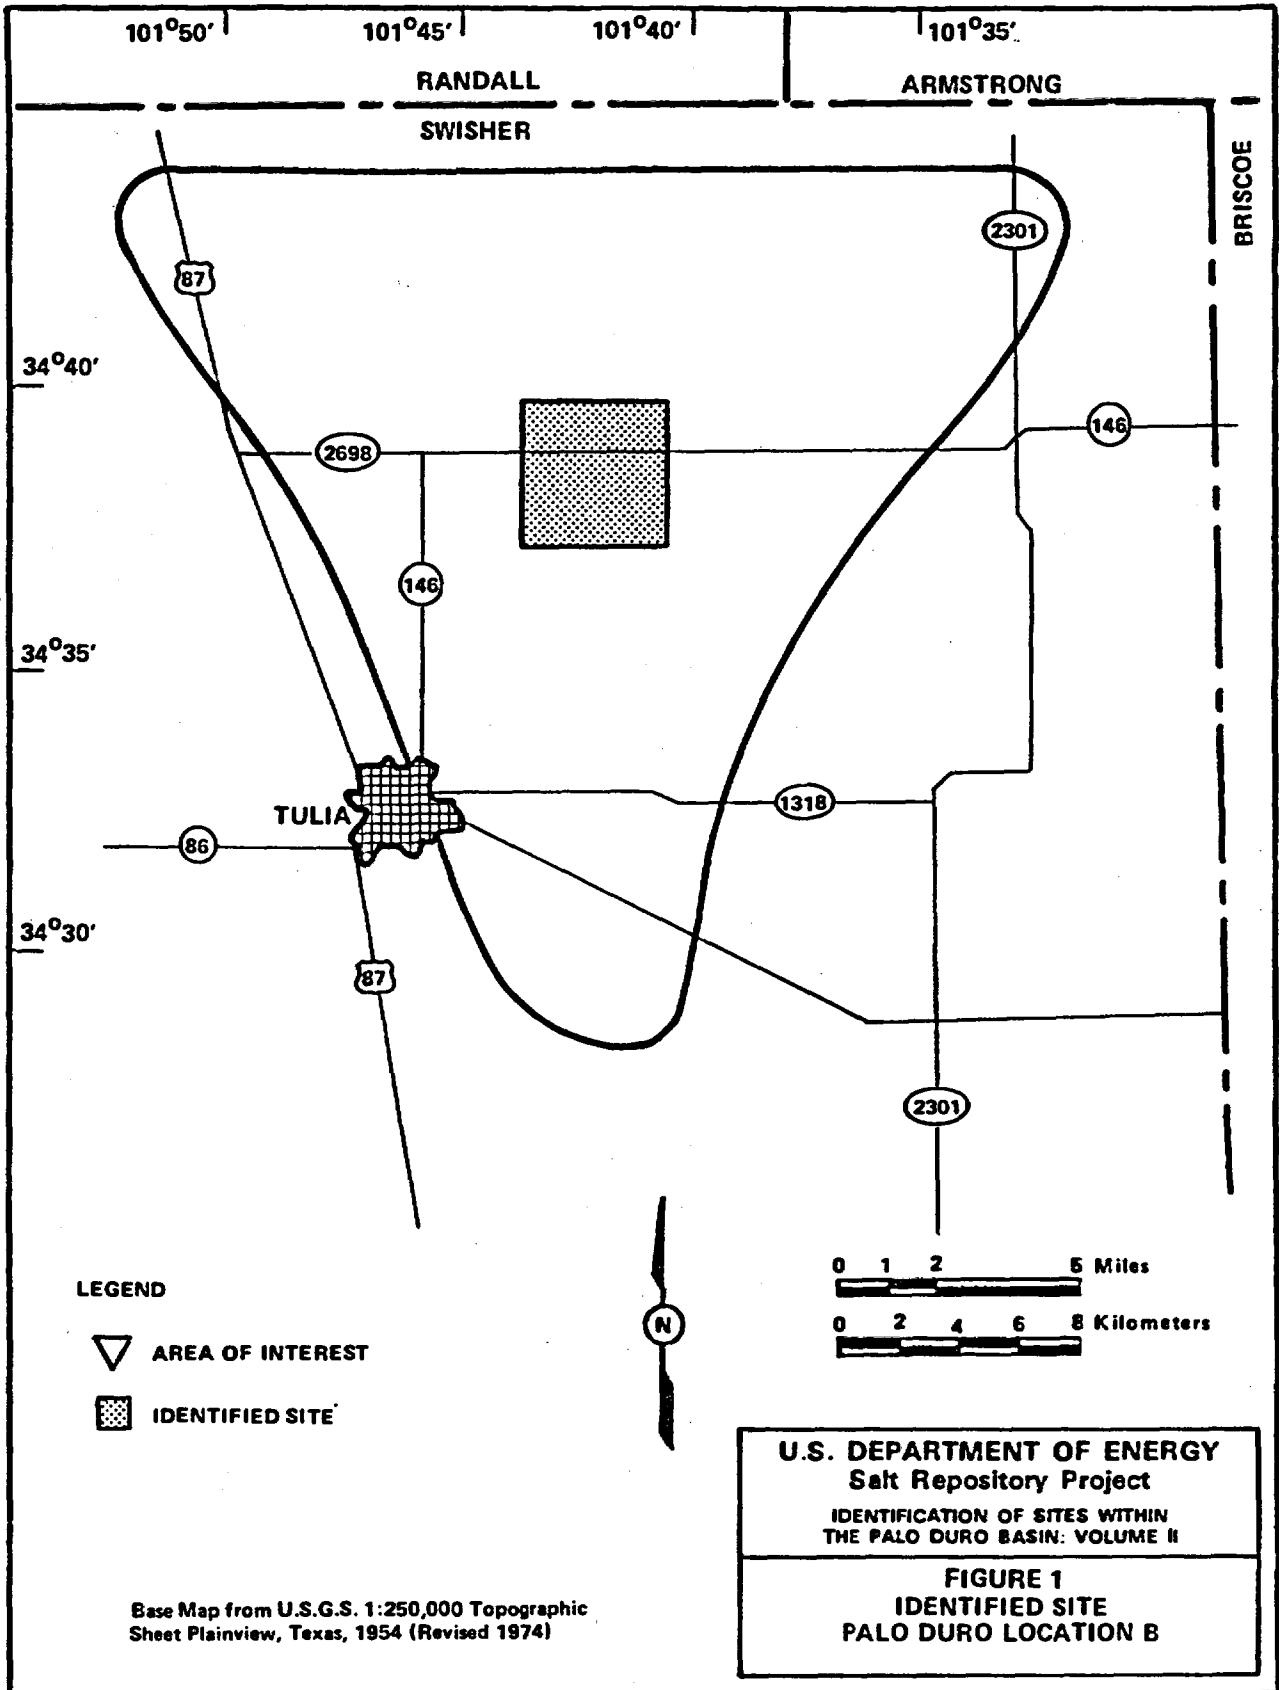 101°50′
101°45′
101°40′
101°35′
RANDALL
ARMSTRONG
SWISHER
BRISCOE
2301
87
34°40′
146
2698
146
34°35′
1318
TULIA
86
34°30′
87
2301
0 1 2 5 Miles
0 2 4 6 8 Kilometers
N
LEGEND
AREA OF INTEREST
IDENTIFIED SITE
U.S. DEPARTMENT OF ENERGY
Salt Repository Project
IDENTIFICATION OF SITES WITHIN
THE PALO DURO BASIN: VOLUME II
FIGURE 1
IDENTIFIED SITE
PALO DURO LOCATION B
Base Map from U.S.G.S. 1:250,000 Topographic
Sheet Plainview, Texas, 1954 (Revised 1974)